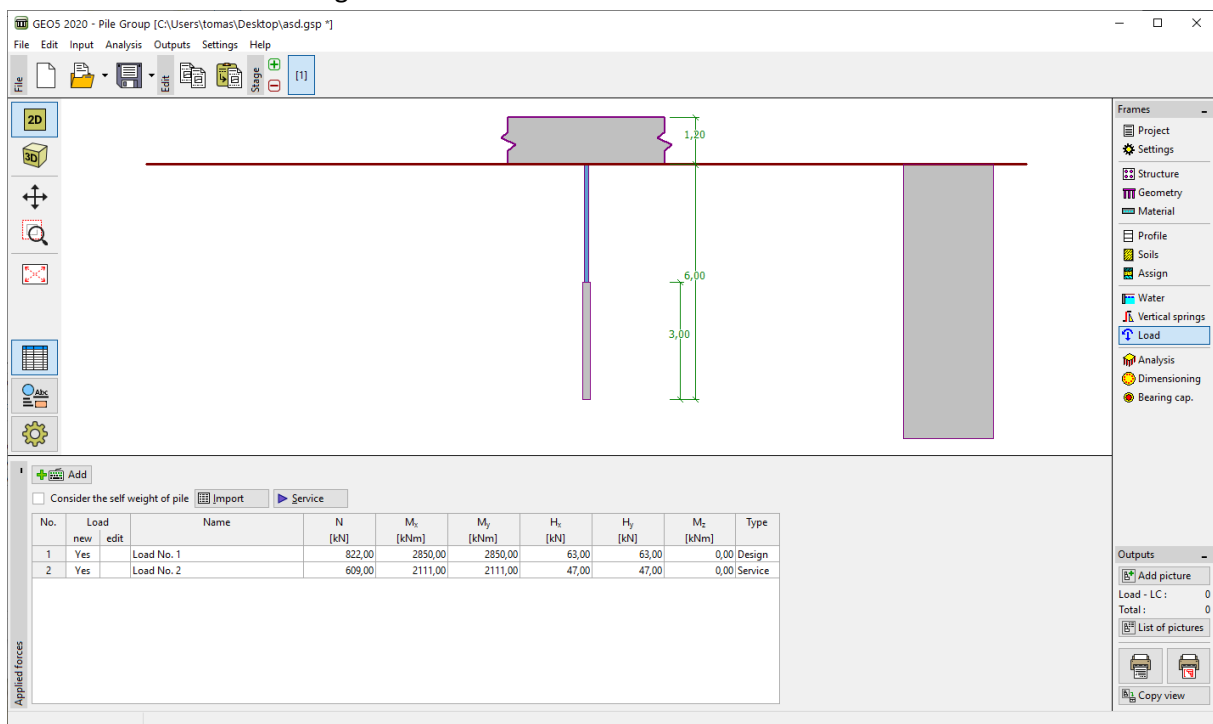 GEO5 2020 - Pile Group [C:\Users\tomas\Desktop\asd.gsp *]
File Edit Input Analysis Outputs Settings Help
File
Edit
Stage
[1]
2D
3D
Abc
1,20
6,00
3,00
Frames
Project
Settings
Structure
Geometry
Material
Profile
Soils
Assign
Water
Vertical springs
Load
Analysis
Dimensioning
Bearing cap.
Applied forces
Add
Consider the self weight of pile Import Service
No. Load Name N Mx My Hx Hy Mz Type
new edit [kN] [kNm] [kNm] [kN] [kN] [kNm]
1 Yes Load No. 1 822,00 2850,00 2850,00 63,00 63,00 0,00 Design
2 Yes Load No. 2 609,00 2111,00 2111,00 47,00 47,00 0,00 Service
Outputs
Add picture
Load - LC : 0
Total : 0
List of pictures
Copy view